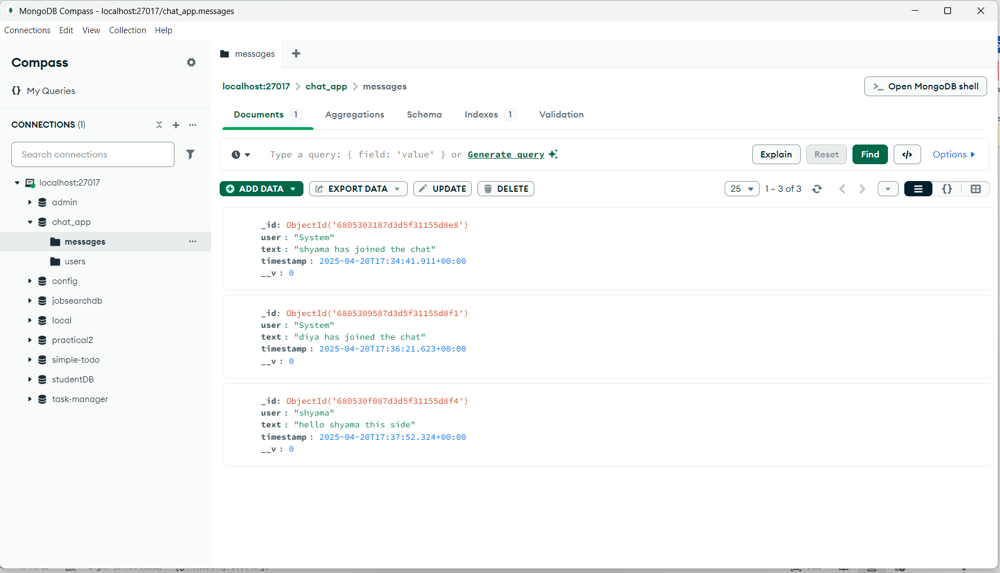 MongoDB Compass - localhost:27017/chat_app.messages
Connections Edit View Collection Help
Compass
{} My Queries
CONNECTIONS (1)
Search connections
localhost:27017
admin
chat_app
messages
users
config
jobsearchdb
local
practical2
simple-todo
studentDB
task-manager
messages
localhost:27017 > chat_app > messages
>_ Open MongoDB shell
Documents 1 Aggregations Schema Indexes 1 Validation
Type a query: { field: 'value' } or Generate query
Explain Reset Find </> Options
ADD DATA EXPORT DATA UPDATE DELETE
25 1 – 3 of 3 {}
_id: ObjectId('6805303187d3d5f31155d8e8')
user : "System"
text : "shyama has joined the chat"
timestamp : 2025-04-20T17:34:41.911+00:00
__v : 0
_id: ObjectId('6805309587d3d5f31155d8f1')
user : "System"
text : "diya has joined the chat"
timestamp : 2025-04-20T17:36:21.623+00:00
__v : 0
_id: ObjectId('680530f087d3d5f31155d8f4')
user : "shyama"
text : "hello shyama this side"
timestamp : 2025-04-20T17:37:52.324+00:00
__v : 0